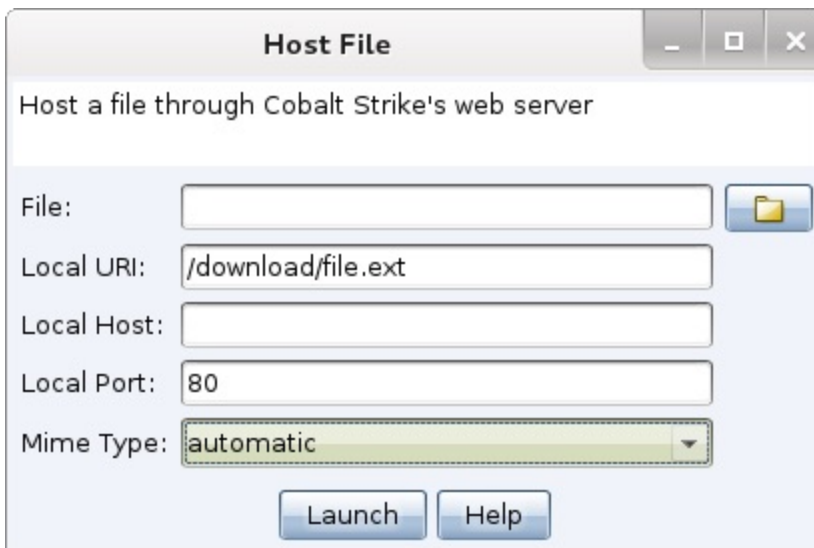 Host File
Host a file through Cobalt Strike's web server
File:
Local URI: /download/file.ext
Local Host:
Local Port: 80
Mime Type: automatic
Launch Help